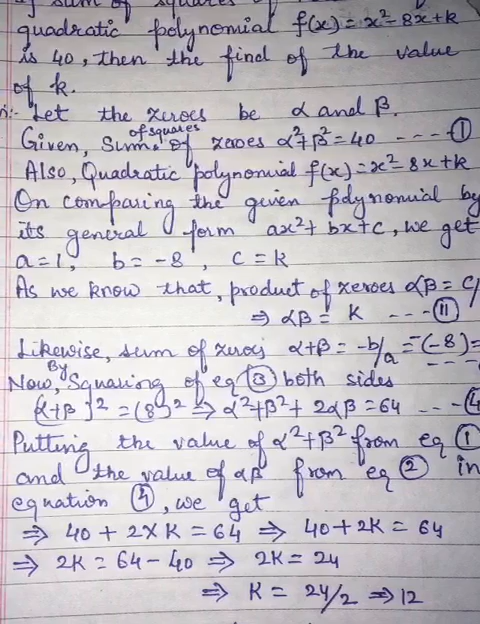 of sum of squares of
quadratic polynomial f(x) = x² - 8x + k
is 40, then the find of the value
of k.
:- Let the zeroes be α and β.
Given, Sum of squares of zeroes α² + β² = 40 ---- ①
Also, Quadratic polynomial f(x) = x² - 8x + k
On comparing the given polynomial by
its general form ax² + bx + c, we get
a = 1, b = -8, c = k
As we know that, product of zeroes αβ = c/
⇒ αβ = K --- ⑪
Likewise, sum of zeroes α+β = -b/a = -(-8) =
Now, By Squaring of eq ③ both sides
(α+β)² = (8)² ⇒ α² + β² + 2αβ = 64 --- ④
Putting the value of α² + β² from eq ①
and the value of αβ from eq ② in
equation ④, we get
⇒ 40 + 2 × K = 64 ⇒ 40 + 2K = 64
⇒ 2K = 64 - 40 ⇒ 2K = 24
⇒ K = 24/2 ⇒ 12